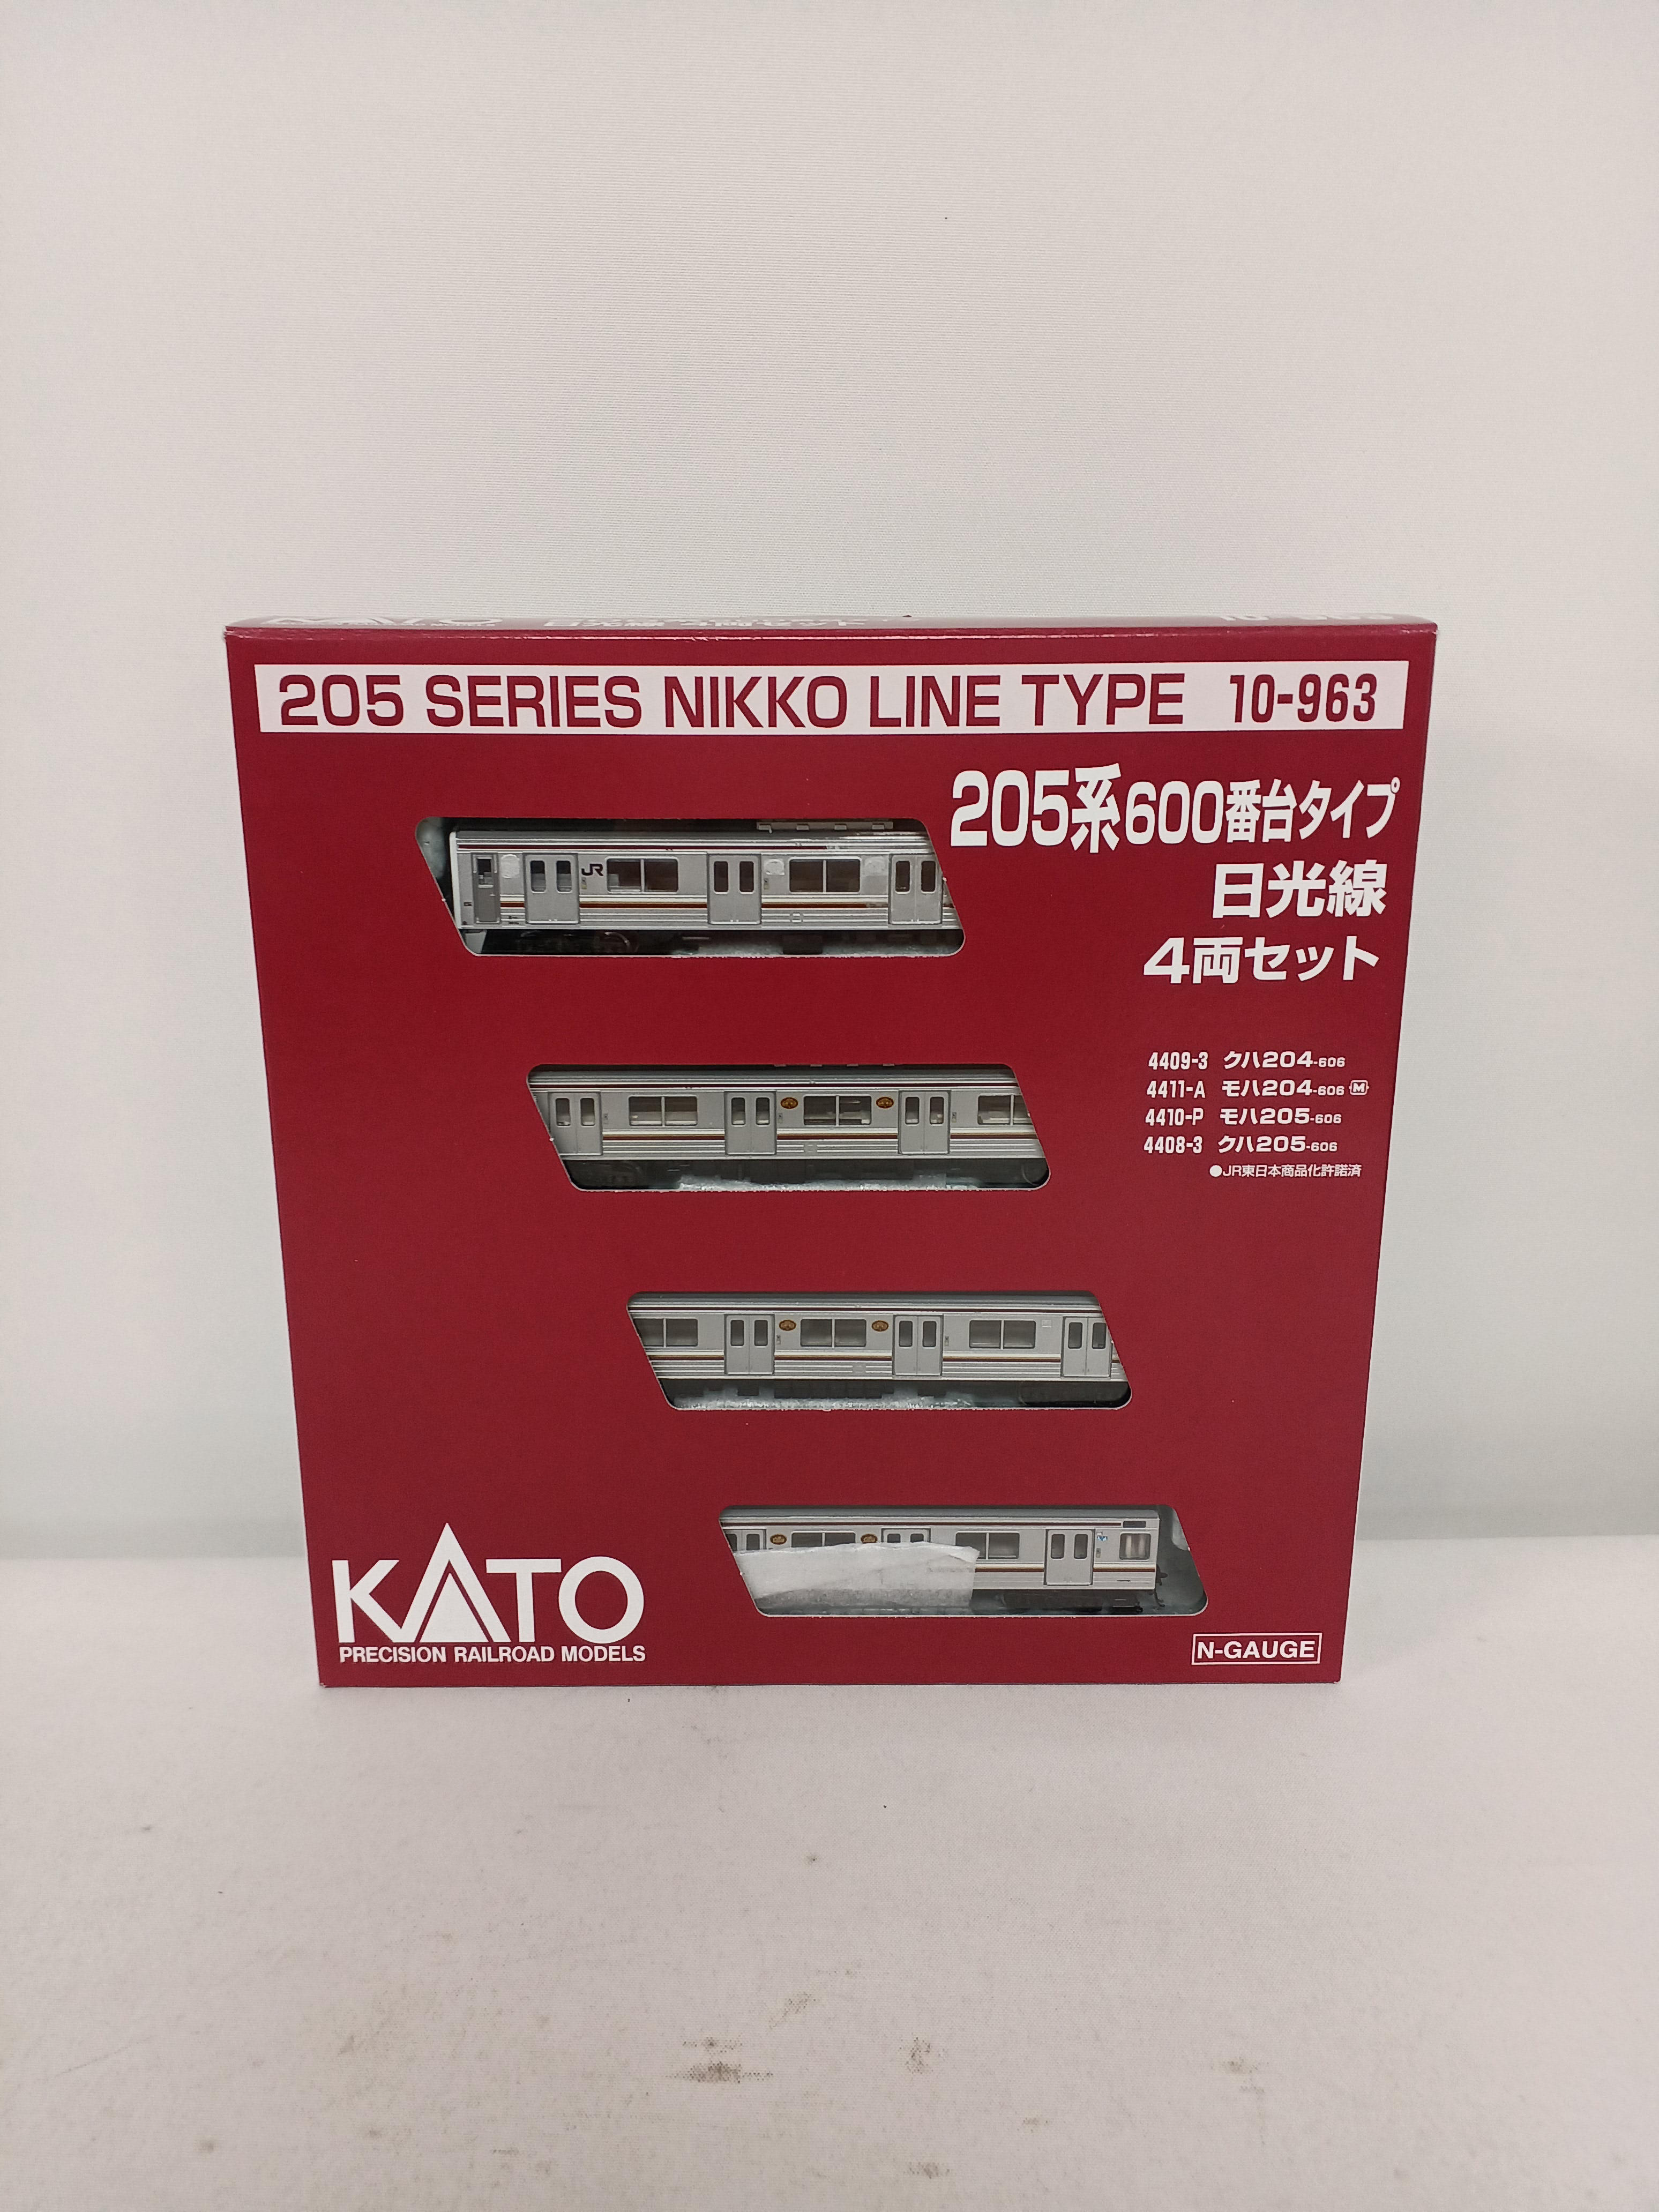 205 SERIES NIKKO LINE TYPE 10-963
205系600番台タイプ
日光線
4両セット
JR
4409-3 クハ204-606
4411-A モハ204-606 M
4410-P モハ205-606
4408-3 クハ205-606
●JR東日本商品化許諾済
KATO
PRECISION RAILROAD MODELS
N-GAUGE